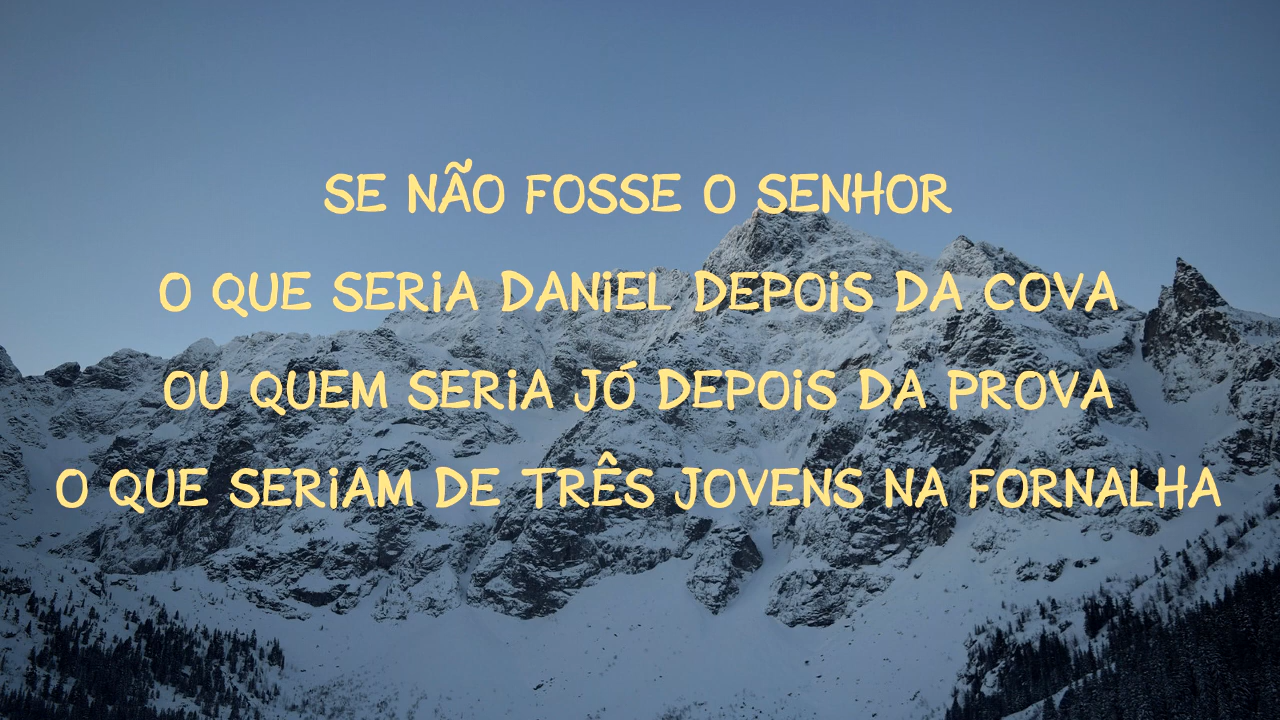 SE NÃO FOSSE O SENHOR
O QUE SERIA DANIEL DEPOIS DA COVA
OU QUEM SERIA JÓ DEPOIS DA PROVA
O QUE SERIAM DE TRÊS JOVENS NA FORNALHA